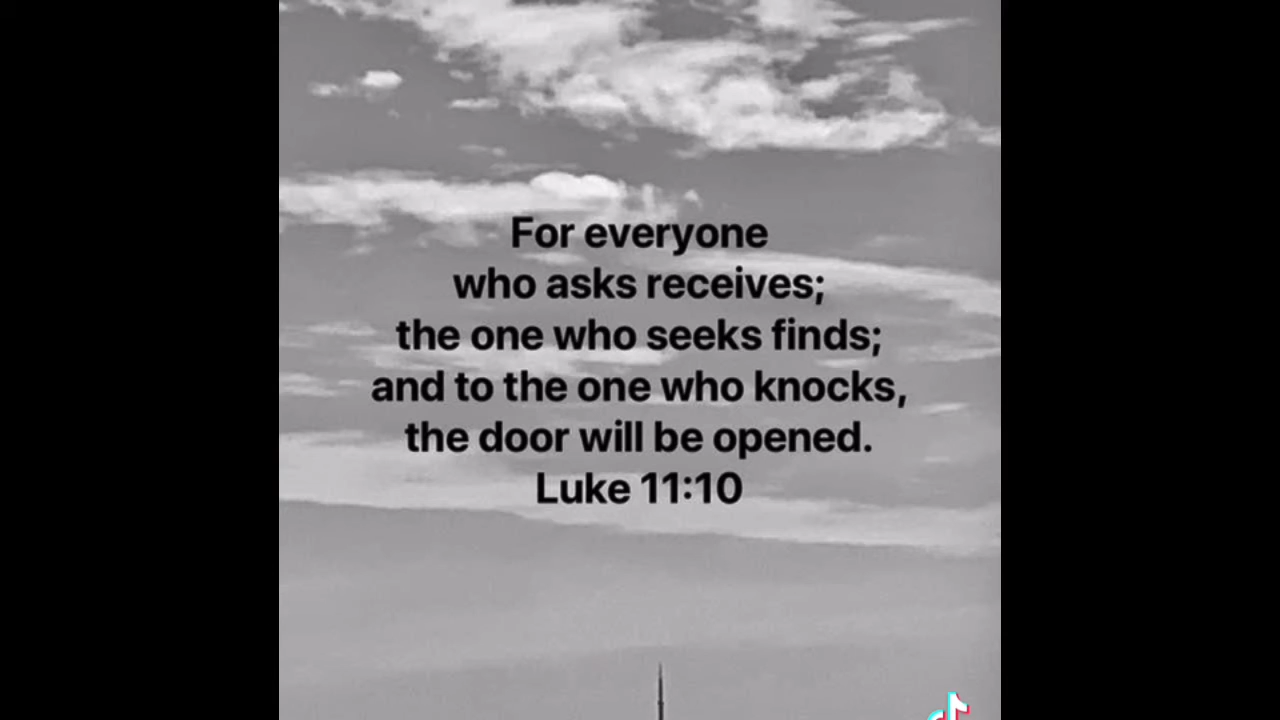 For everyone
who asks receives;
the one who seeks finds;
and to the one who knocks,
the door will be opened.
Luke 11:10